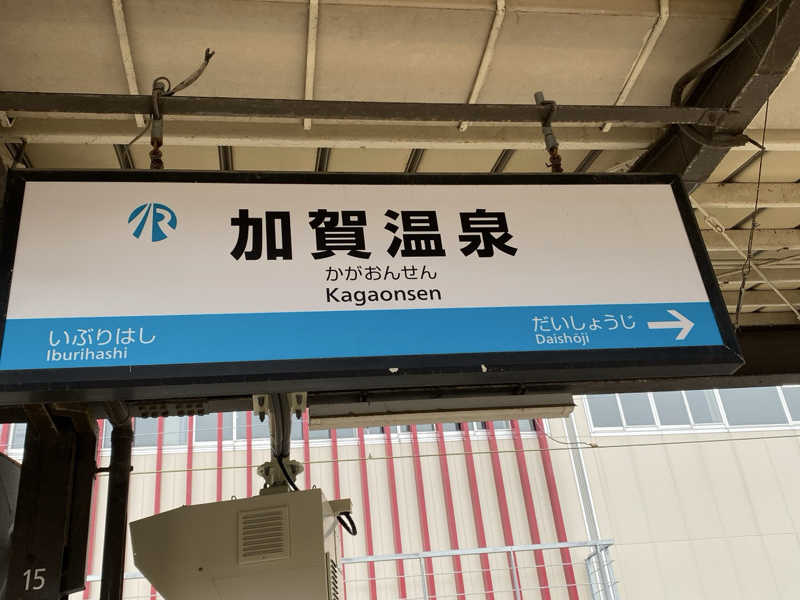 IR
加賀温泉
かがおんせん
Kagaonsen
いぶりはし
Iburihashi
だいしょうじ
Daishōji
15